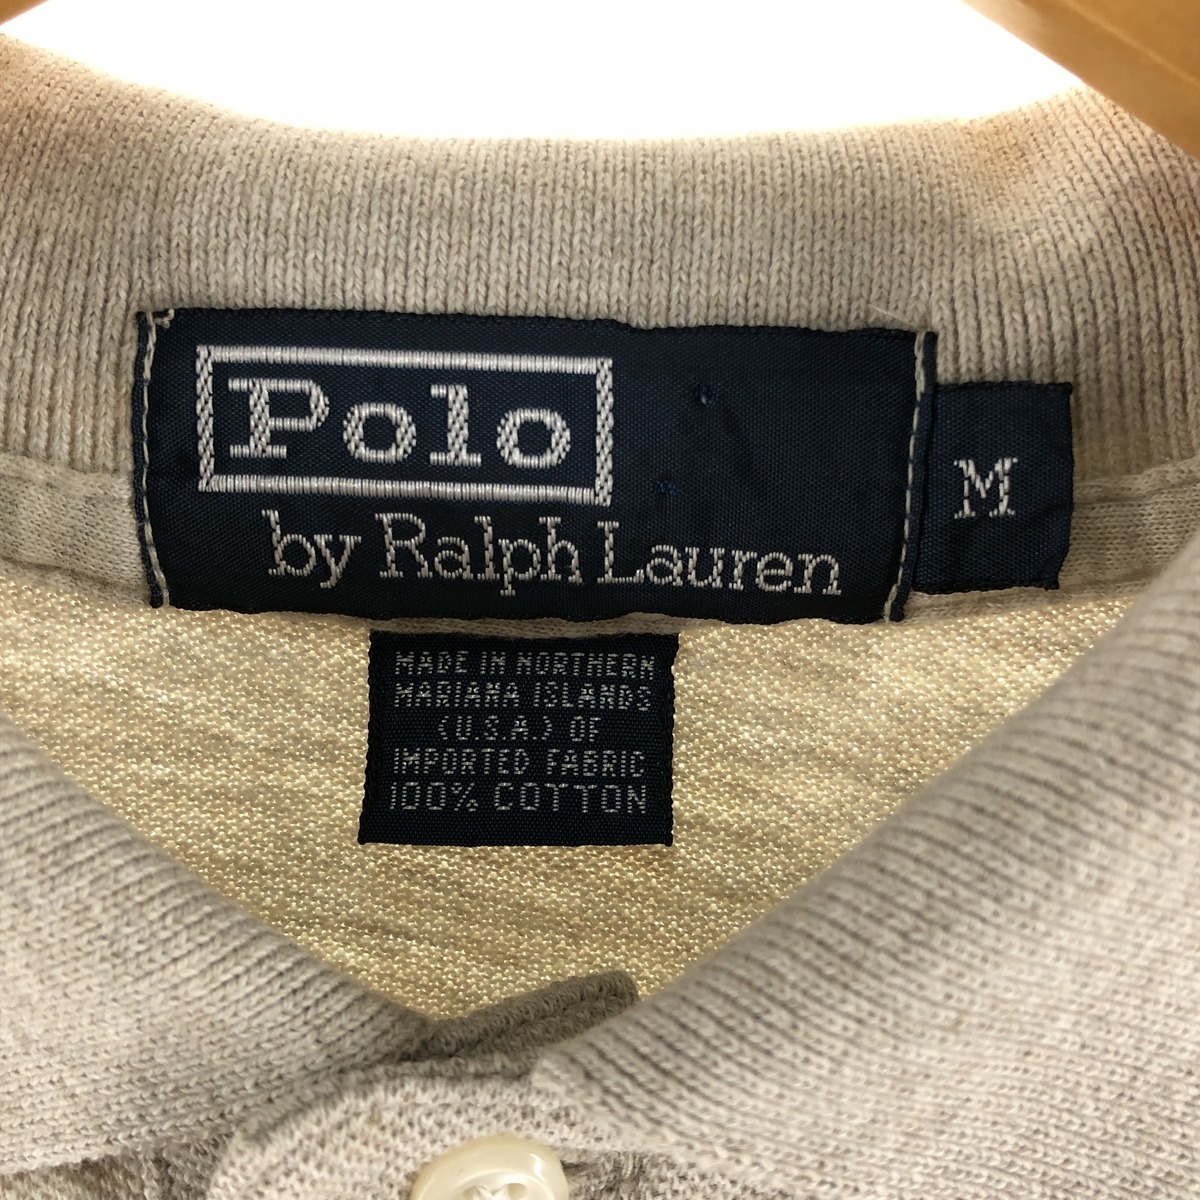 Polo
by Ralph Lauren
M
MADE IN NORTHERN
MARIANA ISLANDS
(U.S.A.) OF
IMPORTED FABRIC
100% COTTON